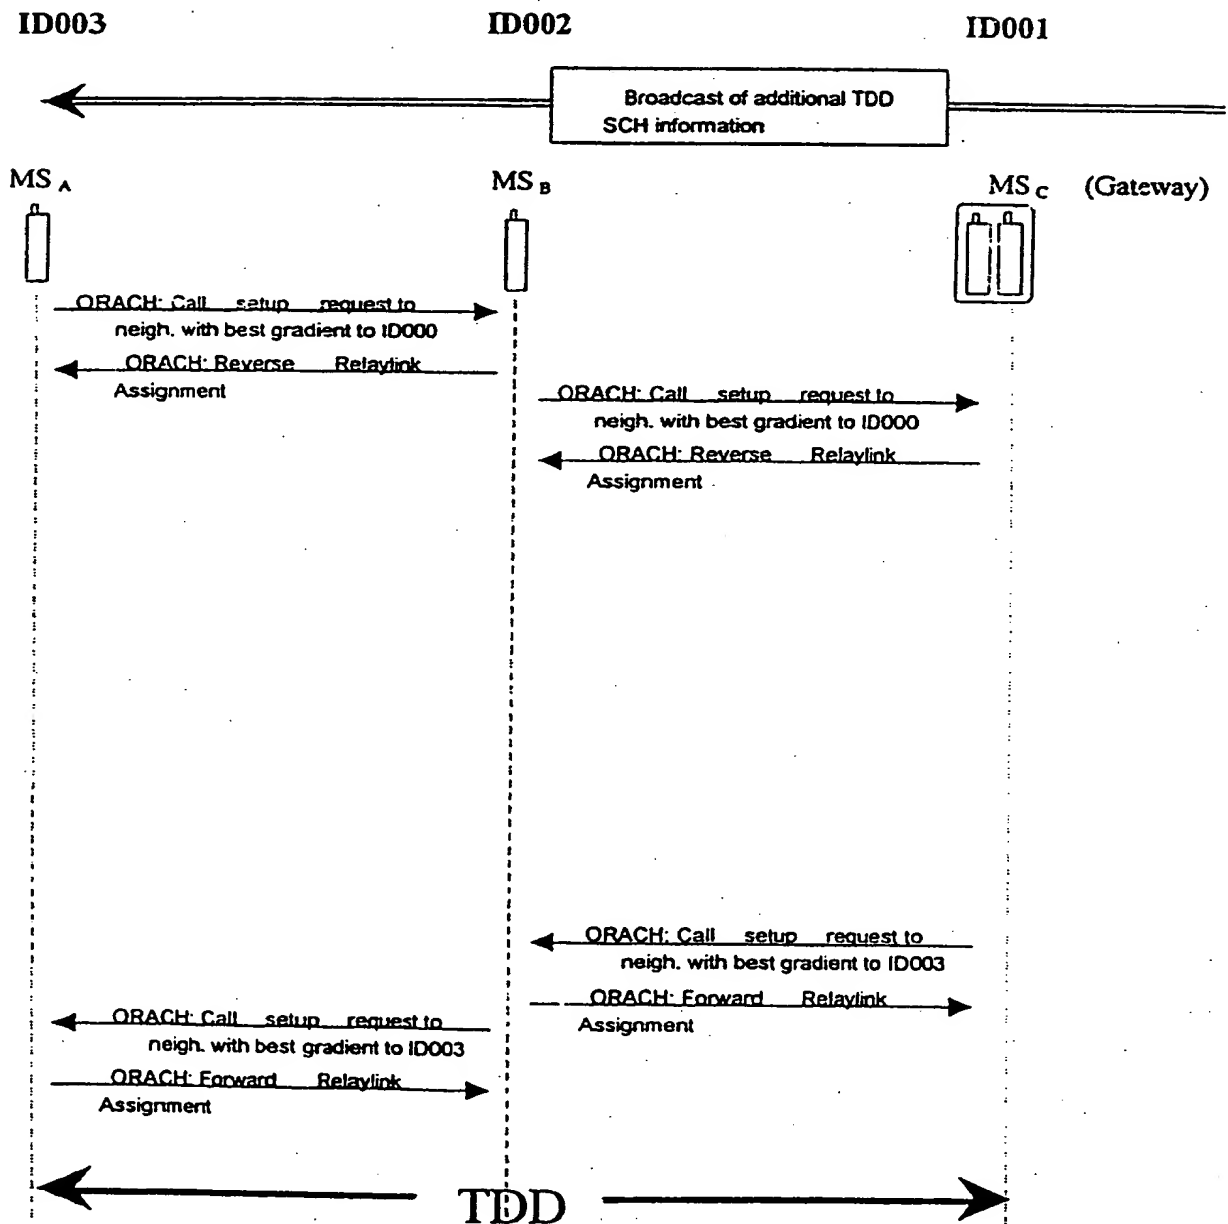 ID003 ID002 ID001
Broadcast of additional TDD
SCH information
MS A MS B MS C (Gateway)
ORACH: Call setup request to
neigh. with best gradient to ID000
ORACH: Reverse Relaylink
Assignment
ORACH: Call setup request to
neigh. with best gradient to ID000
ORACH: Reverse Relaylink
Assignment
ORACH: Call setup request to
neigh. with best gradient to ID003
ORACH: Forward Relaylink
Assignment
ORACH: Call setup request to
neigh. with best gradient to ID003
ORACH: Forward Relaylink
Assignment
TDD